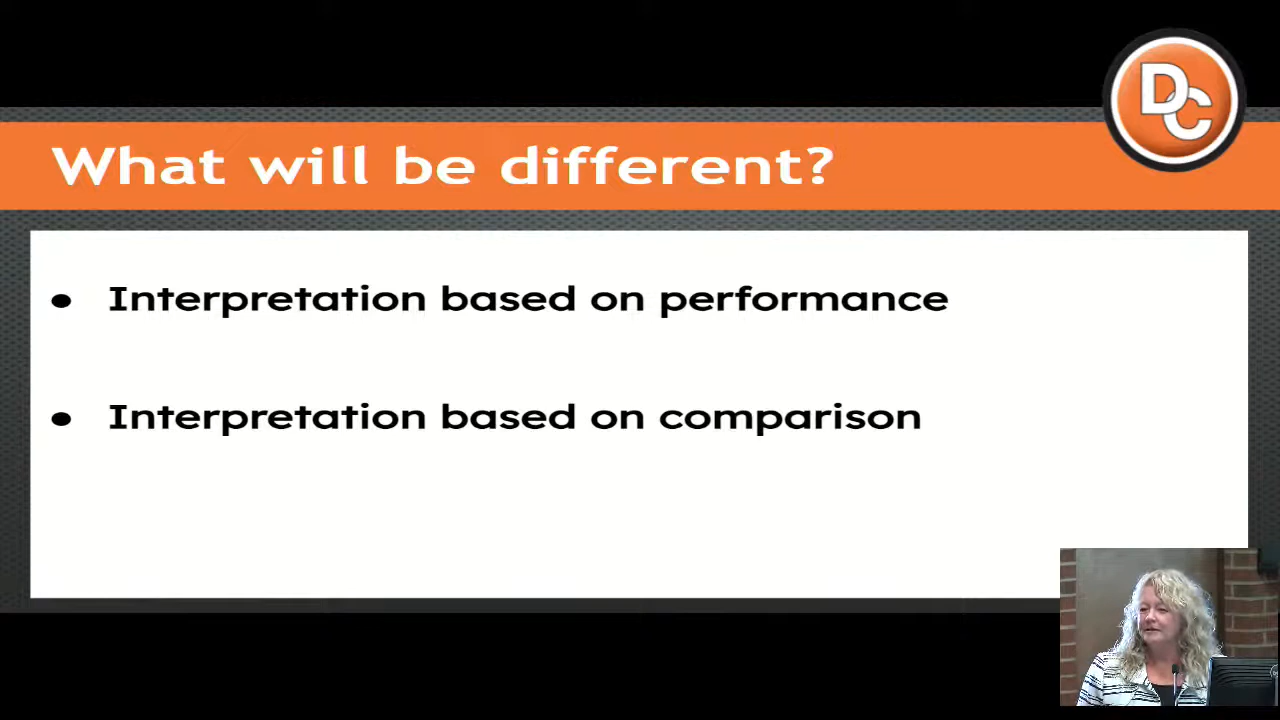 DC
What will be different?
● Interpretation based on performance
● Interpretation based on comparison